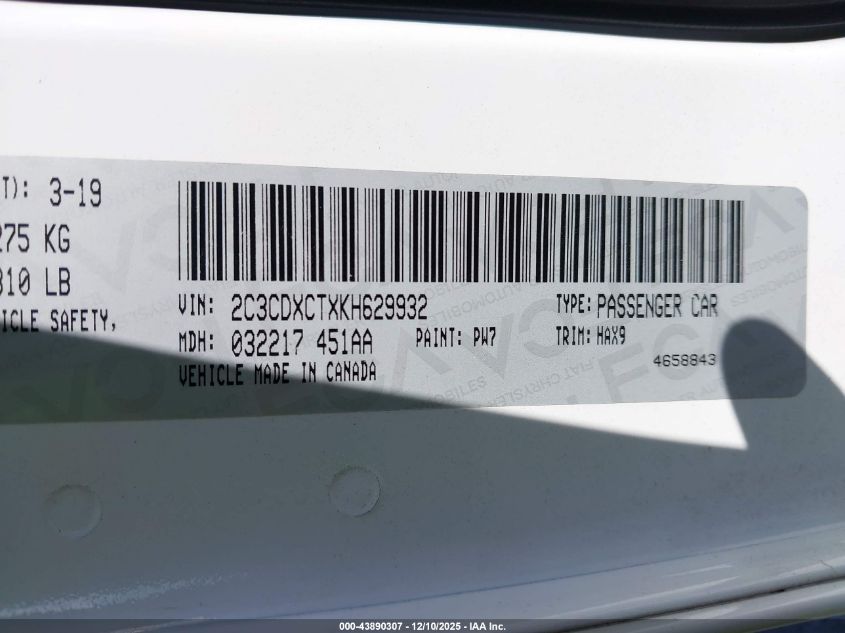 T): 3-19
275 KG
310 LB
ICLE SAFETY,
VIN: 2C3CDXCTXKH629932 TYPE: PASSENGER CAR
MDH: 032217 451AA PAINT: PW7 TRIM: HAX9
4658843
VEHICLE MADE IN CANADA
000-43890307 - 12/10/2025 - IAA Inc.